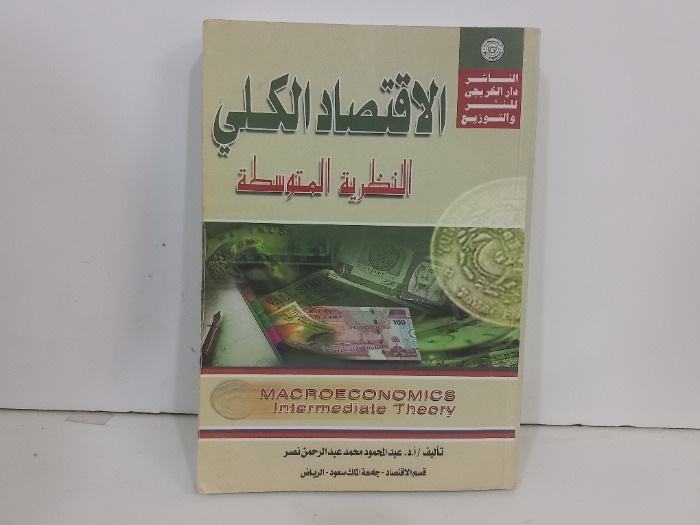 الناشر
دار الخريجي
للنشر
والتوزيع
الاقتصاد الكلي
النظرية المتوسطة
100
MACROECONOMICS
Intermediate Theory
تأليف / أ.د. عبد المحمود محمد عبد الرحمن نصر
قسم الاقتصاد - جامعة الملك سعود - الرياض